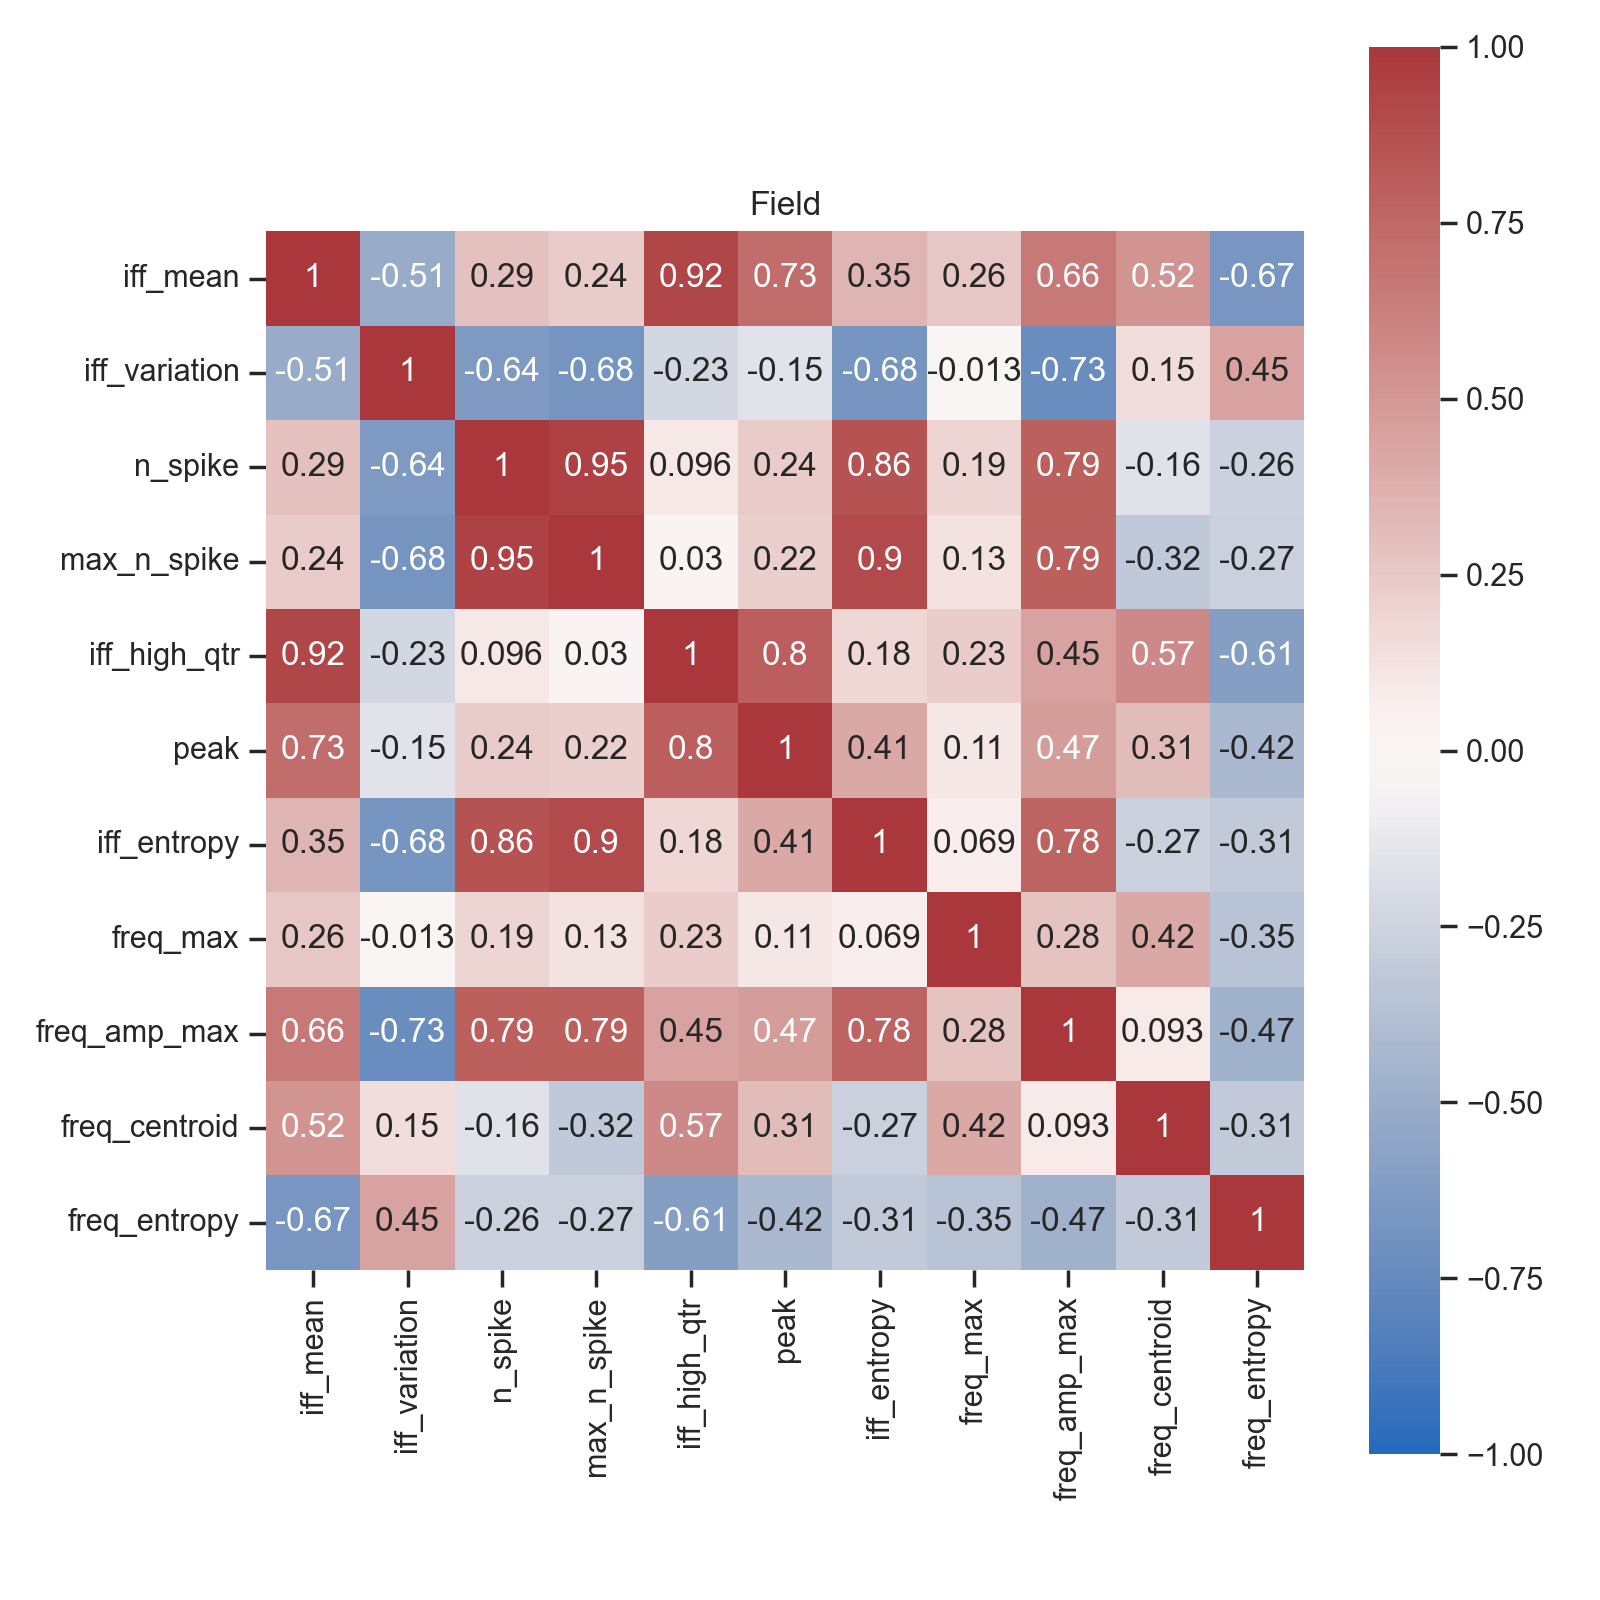 Field
iff_mean 1 -0.51 0.29 0.24 0.92 0.73 0.35 0.26 0.66 0.52 -0.67
iff_variation -0.51 1 -0.64 -0.68 -0.23 -0.15 -0.68 -0.013 -0.73 0.15 0.45
n_spike 0.29 -0.64 1 0.95 0.096 0.24 0.86 0.19 0.79 -0.16 -0.26
max_n_spike 0.24 -0.68 0.95 1 0.03 0.22 0.9 0.13 0.79 -0.32 -0.27
iff_high_qtr 0.92 -0.23 0.096 0.03 1 0.8 0.18 0.23 0.45 0.57 -0.61
peak 0.73 -0.15 0.24 0.22 0.8 1 0.41 0.11 0.47 0.31 -0.42
iff_entropy 0.35 -0.68 0.86 0.9 0.18 0.41 1 0.069 0.78 -0.27 -0.31
freq_max 0.26 -0.013 0.19 0.13 0.23 0.11 0.069 1 0.28 0.42 -0.35
freq_amp_max 0.66 -0.73 0.79 0.79 0.45 0.47 0.78 0.28 1 0.093 -0.47
freq_centroid 0.52 0.15 -0.16 -0.32 0.57 0.31 -0.27 0.42 0.093 1 -0.31
freq_entropy -0.67 0.45 -0.26 -0.27 -0.61 -0.42 -0.31 -0.35 -0.47 -0.31 1
iff_mean
iff_variation
n_spike
max_n_spike
iff_high_qtr
peak
iff_entropy
freq_max
freq_amp_max
freq_centroid
freq_entropy
1.00
0.75
0.50
0.25
0.00
−0.25
−0.50
−0.75
−1.00